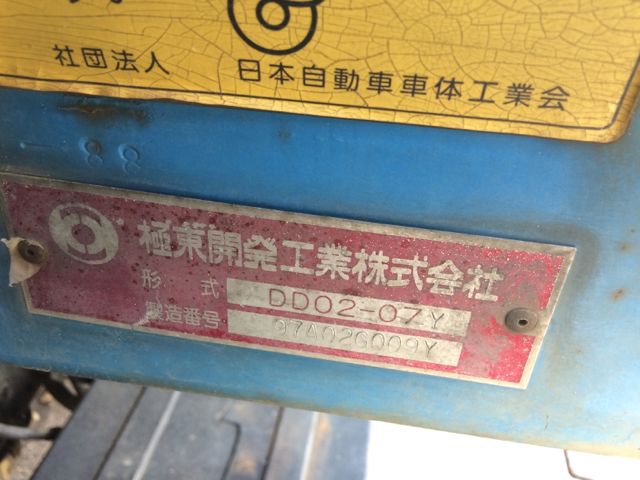 社団法人 日本自動車車体工業会
極東開発工業株式会社
形式 DD02-07Y
製造番号 97A02G009Y